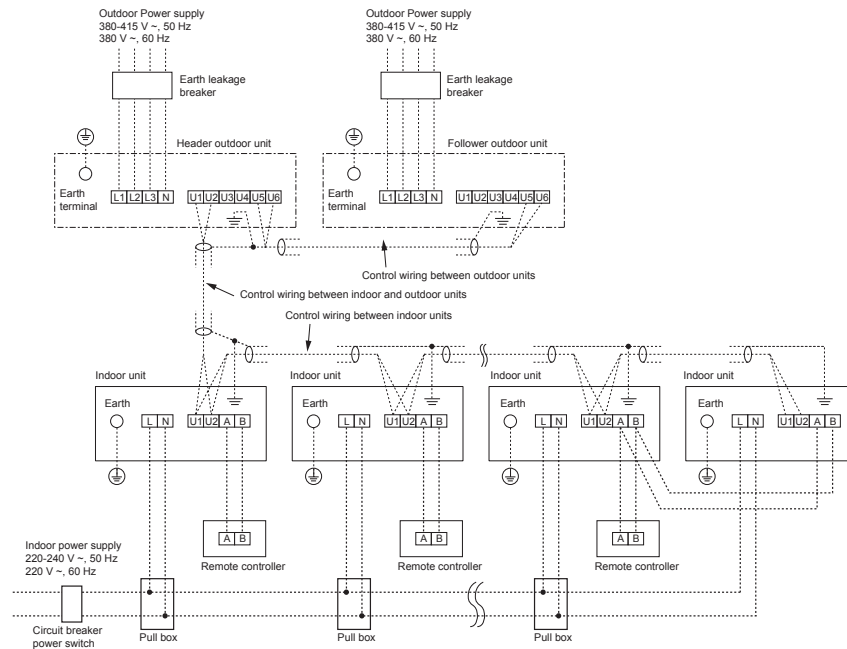 Outdoor Power supply
380-415 V ~, 50 Hz
380 V ~, 60 Hz
Outdoor Power supply
380-415 V ~, 50 Hz
380 V ~, 60 Hz
Earth leakage
breaker
Earth leakage
breaker
Header outdoor unit
Follower outdoor unit
Earth
terminal
L1 L2 L3 N
U1 U2 U3 U4 U5 U6
Earth
terminal
L1 L2 L3 N
U1 U2 U3 U4 U5 U6
Control wiring between outdoor units
Control wiring between indoor and outdoor units
Control wiring between indoor units
Indoor unit
Indoor unit
Indoor unit
Indoor unit
Earth
L N
U1 U2 A B
Earth
L N
U1 U2 A B
Earth
L N
U1 U2 A B
Earth
L N
U1 U2 A B
A B
A B
A B
Remote controller
Remote controller
Remote controller
Indoor power supply
220-240 V ~, 50 Hz
220 V ~, 60 Hz
Circuit breaker
power switch
Pull box
Pull box
Pull box